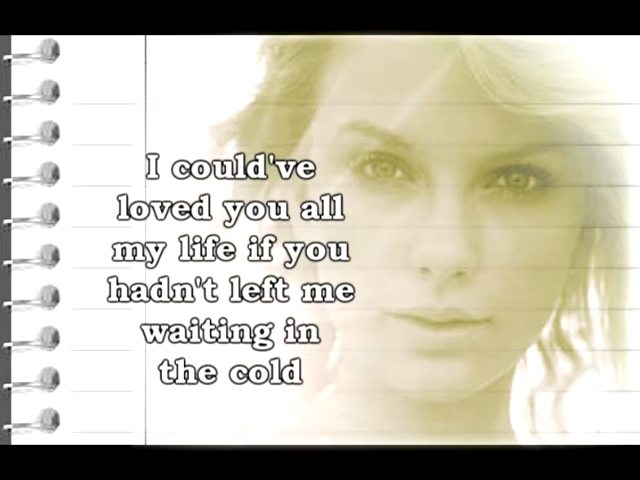 I could've
loved you all
my life if you
hadn't left me
waiting in
the cold